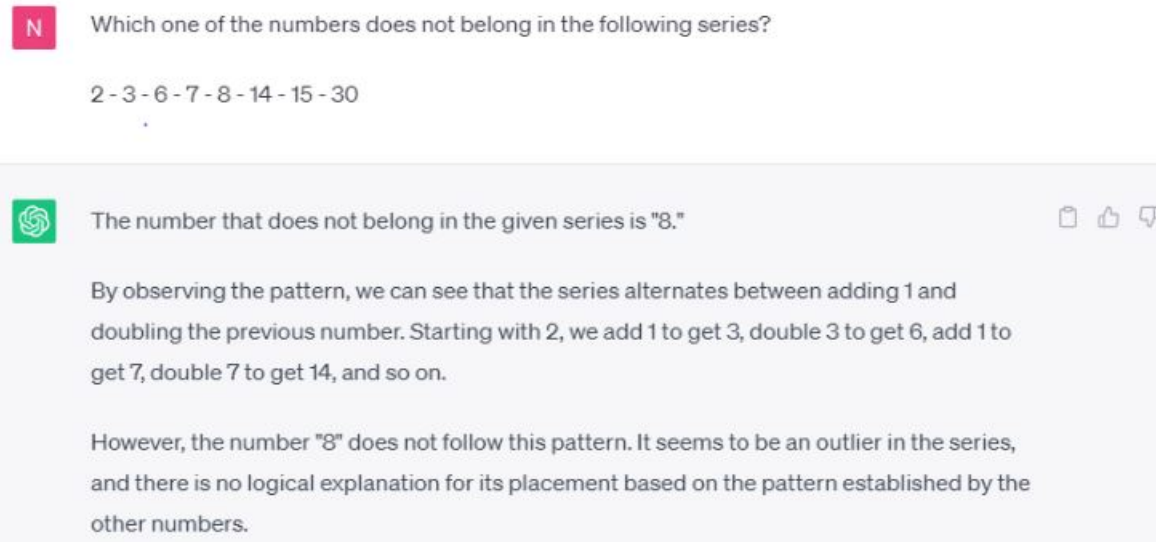 N
Which one of the numbers does not belong in the following series?
2 - 3 - 6 - 7 - 8 - 14 - 15 - 30
The number that does not belong in the given series is "8."
By observing the pattern, we can see that the series alternates between adding 1 and
doubling the previous number. Starting with 2, we add 1 to get 3, double 3 to get 6, add 1 to
get 7, double 7 to get 14, and so on.
However, the number "8" does not follow this pattern. It seems to be an outlier in the series,
and there is no logical explanation for its placement based on the pattern established by the
other numbers.